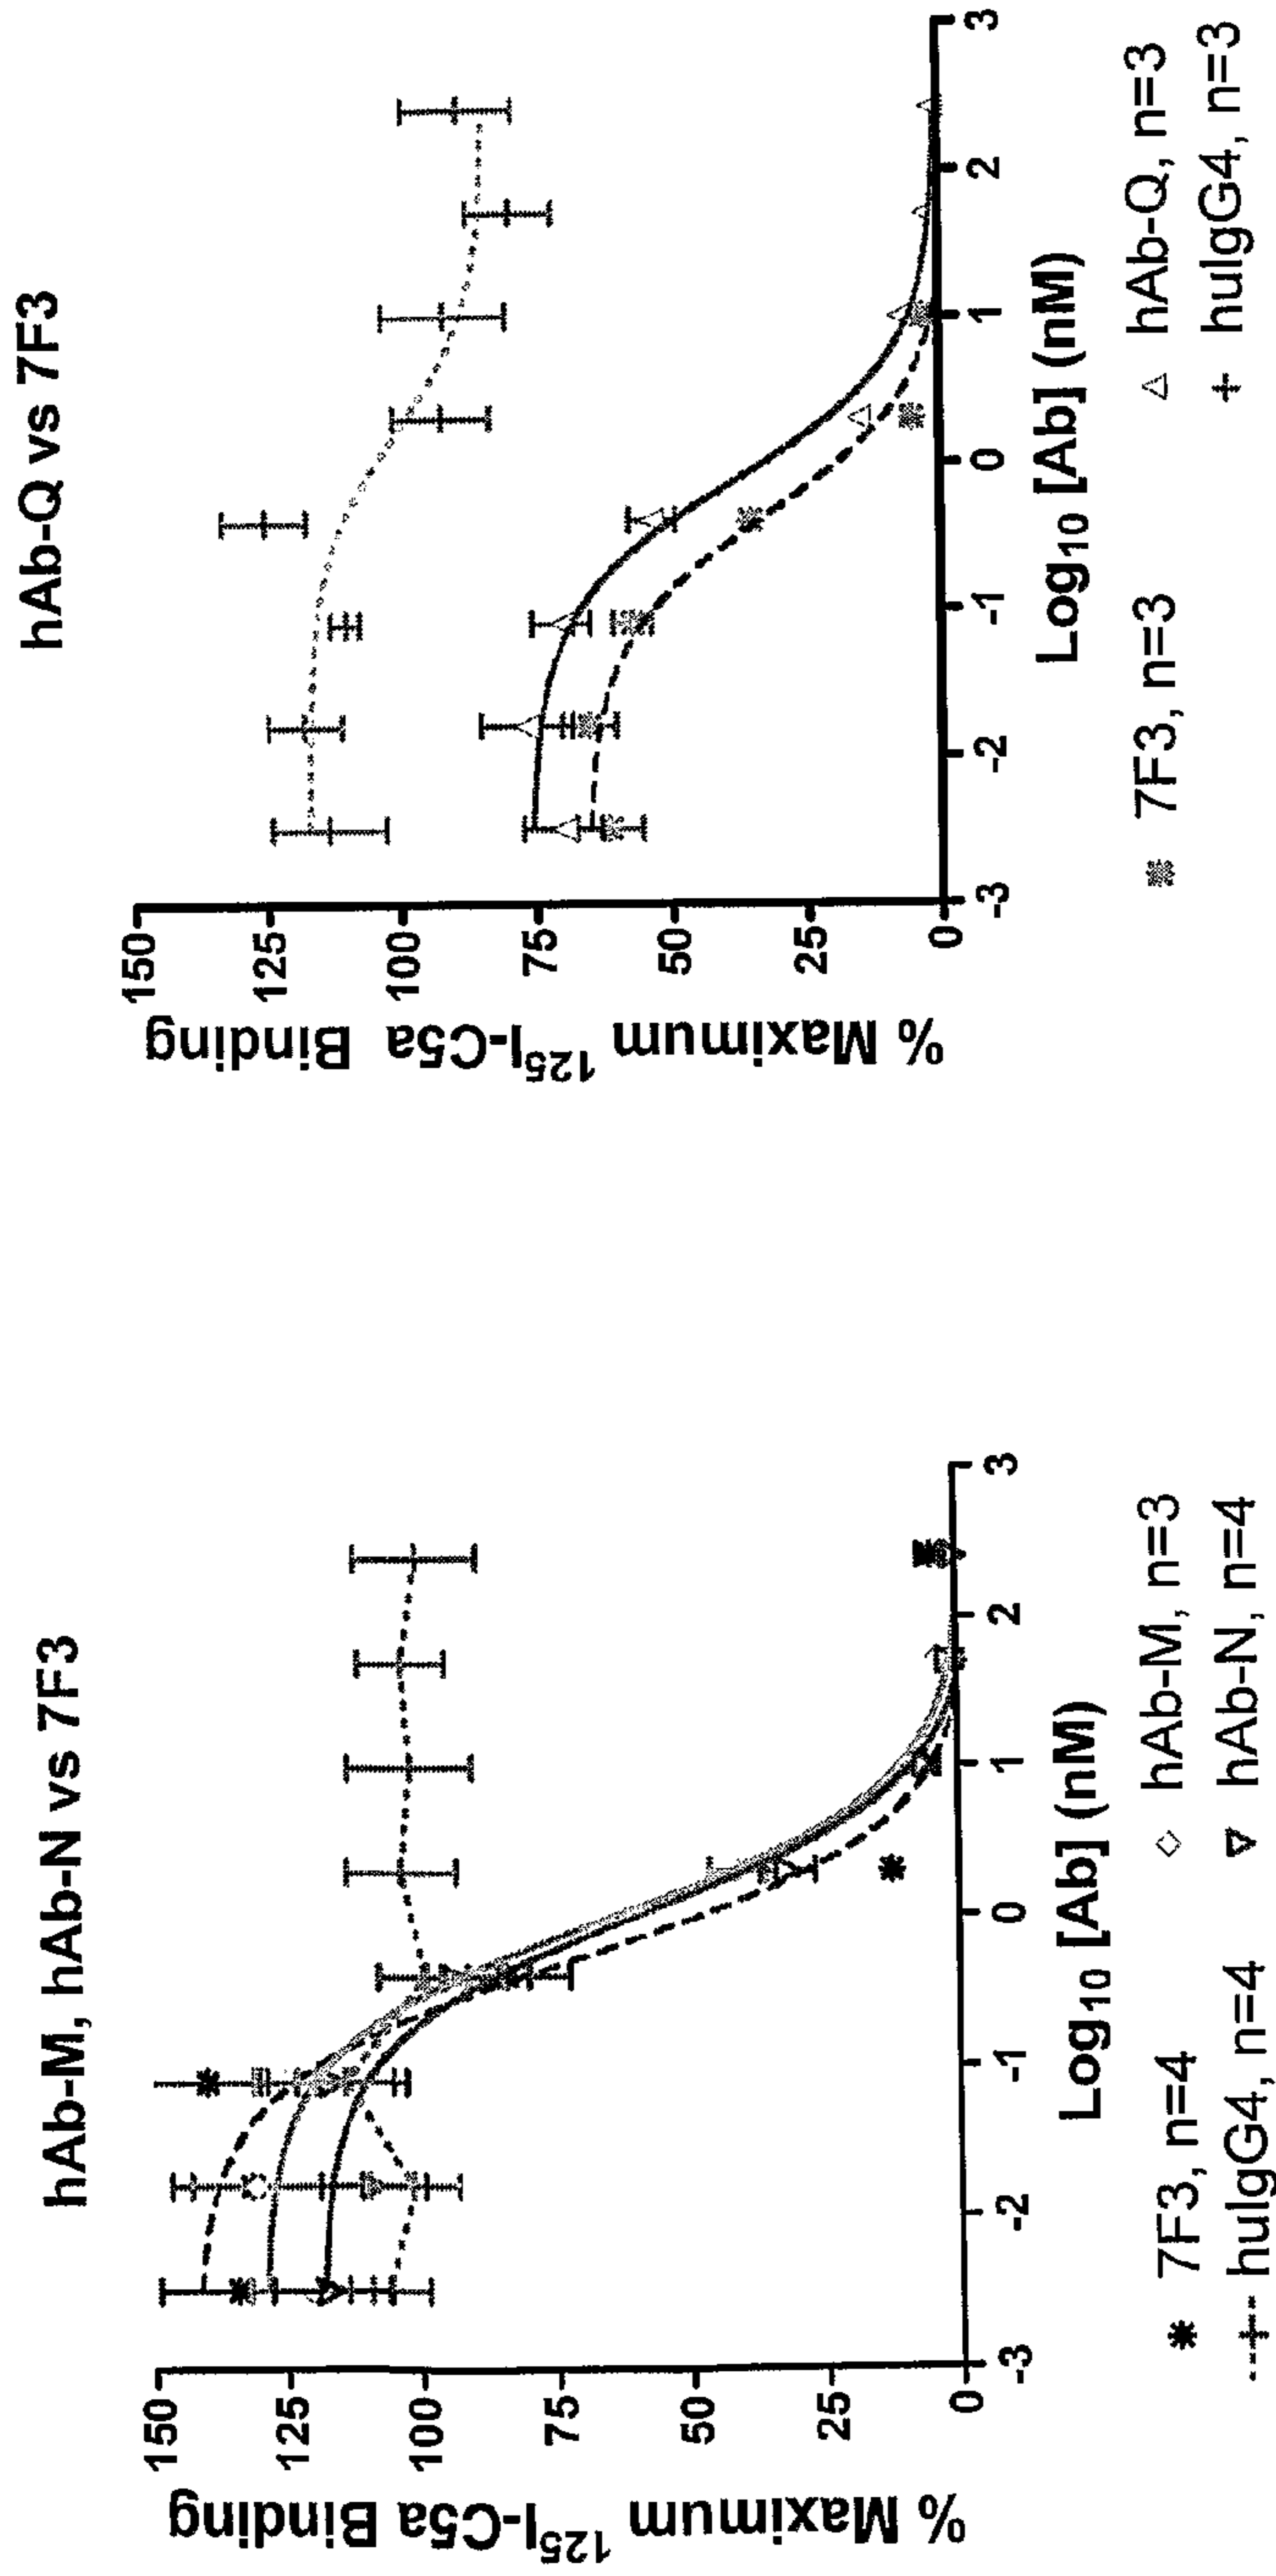 hAb-M, hAb-N vs 7F3
% Maximum ¹²⁵I-C5a Binding
150
125
100
75
50
25
0
-3 -2 -1 0 1 2 3
Log₁₀ [Ab] (nM)
7F3, n=4 hAb-M, n=3
huIgG4, n=4 hAb-N, n=4
hAb-Q vs 7F3
% Maximum ¹²⁵I-C5a Binding
150
125
100
75
50
25
0
-3 -2 -1 0 1 2 3
Log₁₀ [Ab] (nM)
7F3, n=3 hAb-Q, n=3
huIgG4, n=3